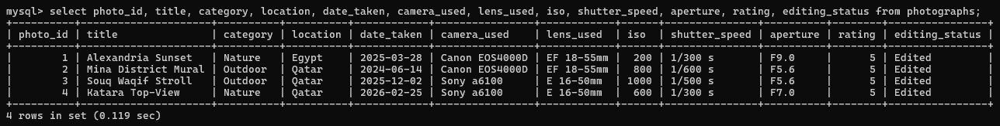 mysql> select photo_id, title, category, location, date_taken, camera_used, lens_used, iso, shutter_speed, aperture, rating, editing_status from photographs;
+----------+---------------------+----------+----------+------------+---------------+------------+------+---------------+----------+--------+----------------+
| photo_id | title               | category | location | date_taken | camera_used   | lens_used  | iso  | shutter_speed | aperture | rating | editing_status |
+----------+---------------------+----------+----------+------------+---------------+------------+------+---------------+----------+--------+----------------+
|        1 | Alexandria Sunset   | Nature   | Egypt    | 2025-03-28 | Canon EOS4000D | EF 18-55mm |  200 | 1/300 s       | F9.0     |      5 | Edited         |
|        2 | Mina District Mural | Outdoor  | Qatar    | 2024-06-14 | Canon EOS4000D | EF 18-55mm |  800 | 1/600 s       | F5.6     |      5 | Edited         |
|        3 | Souq Waqif Stroll   | Outdoor  | Qatar    | 2025-12-02 | Sony a6100    | E 16-50mm  | 1000 | 1/500 s       | F5.6     |      5 | Edited         |
|        4 | Katara Top-View     | Nature   | Qatar    | 2026-02-25 | Sony a6100    | E 16-50mm  |  600 | 1/300 s       | F7.0     |      5 | Edited         |
+----------+---------------------+----------+----------+------------+---------------+------------+------+---------------+----------+--------+----------------+
4 rows in set (0.119 sec)